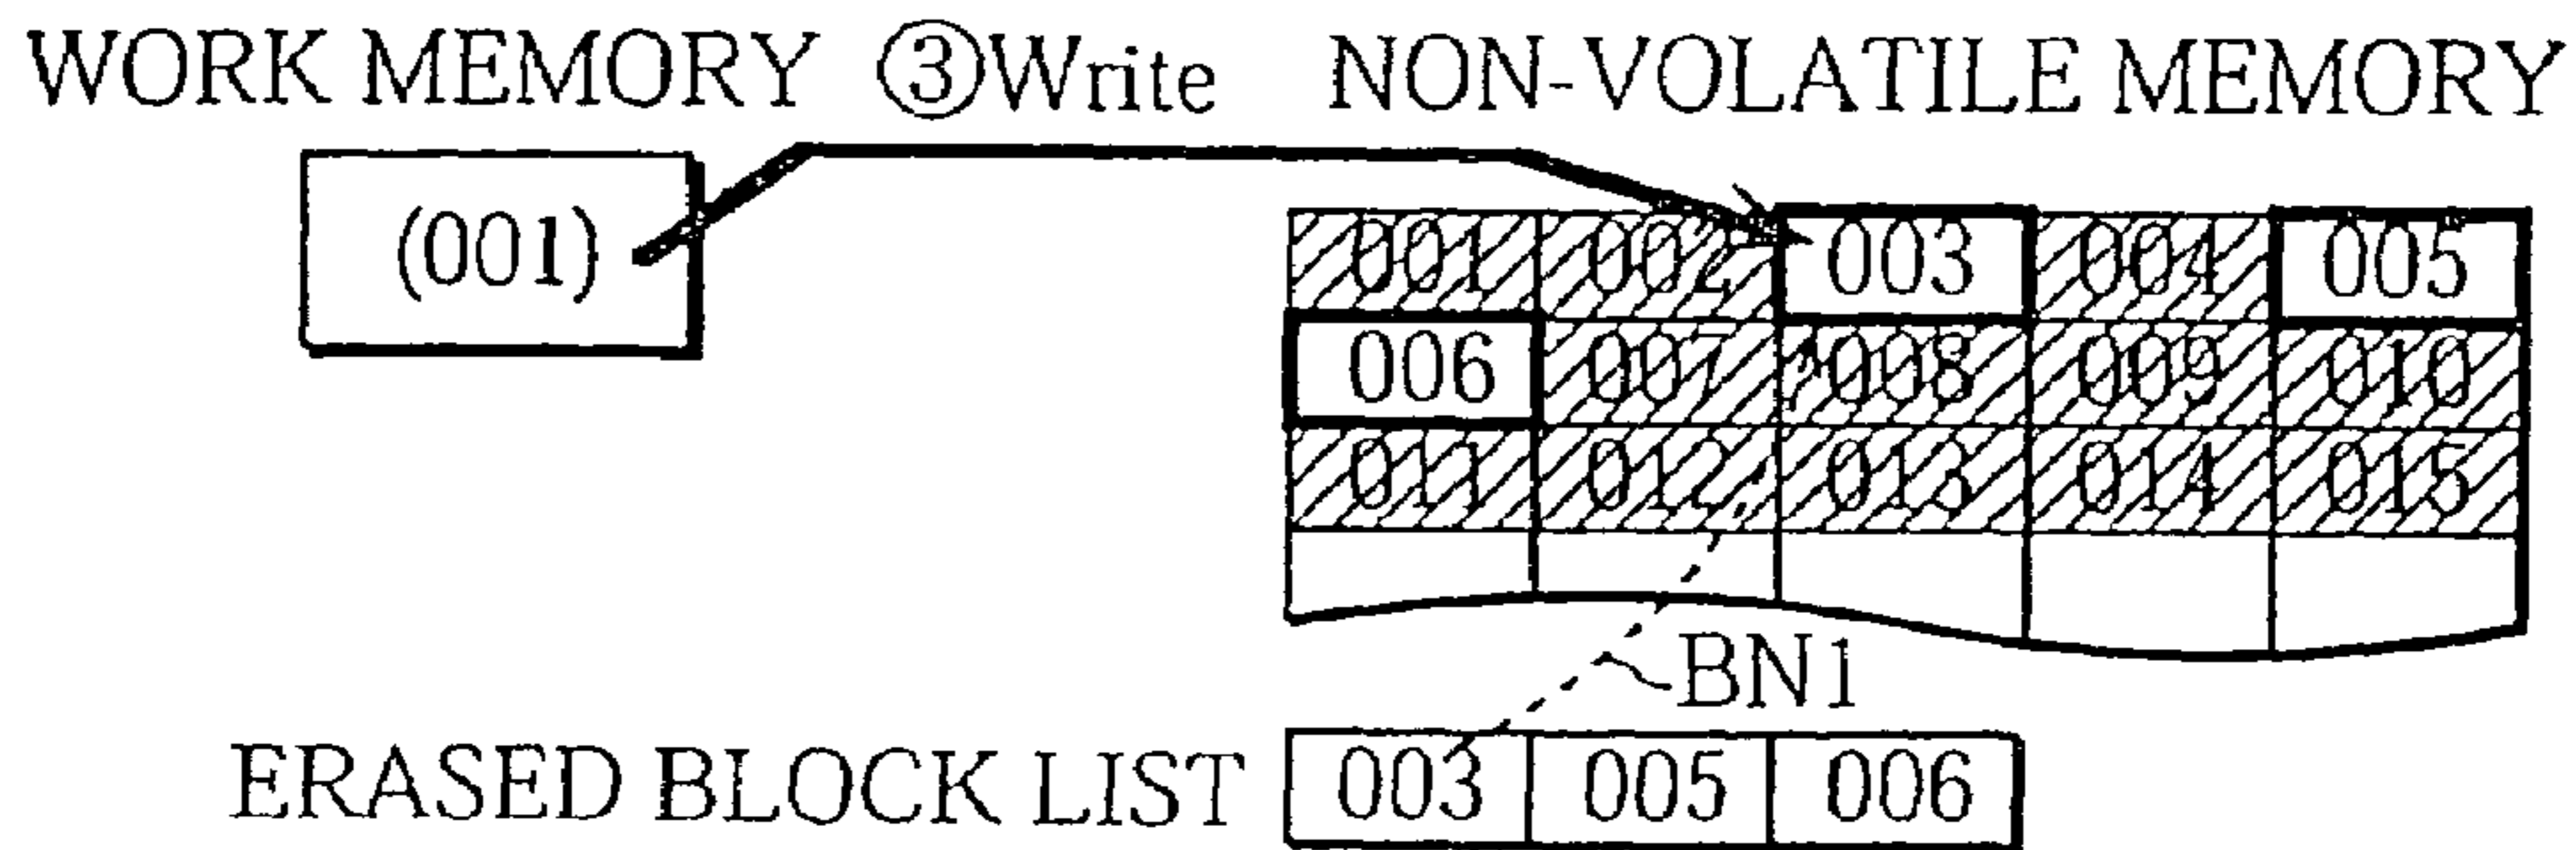 WORK MEMORY ③Write NON-VOLATILE MEMORY
(001)
001 002 003 004 005
006 007 008 009 010
011 012 013 014 015
BN1
ERASED BLOCK LIST 003 005 006